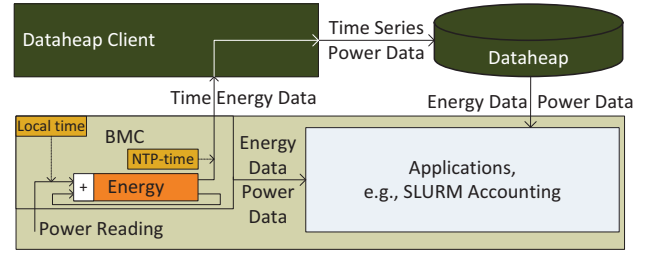 Dataheap Client
Time Series
Power Data
Dataheap
Time Energy Data
Energy Data Power Data
Local time
BMC
NTP-time
Energy
Data
Power
Data
+
Energy
Applications,
e.g., SLURM Accounting
Power Reading